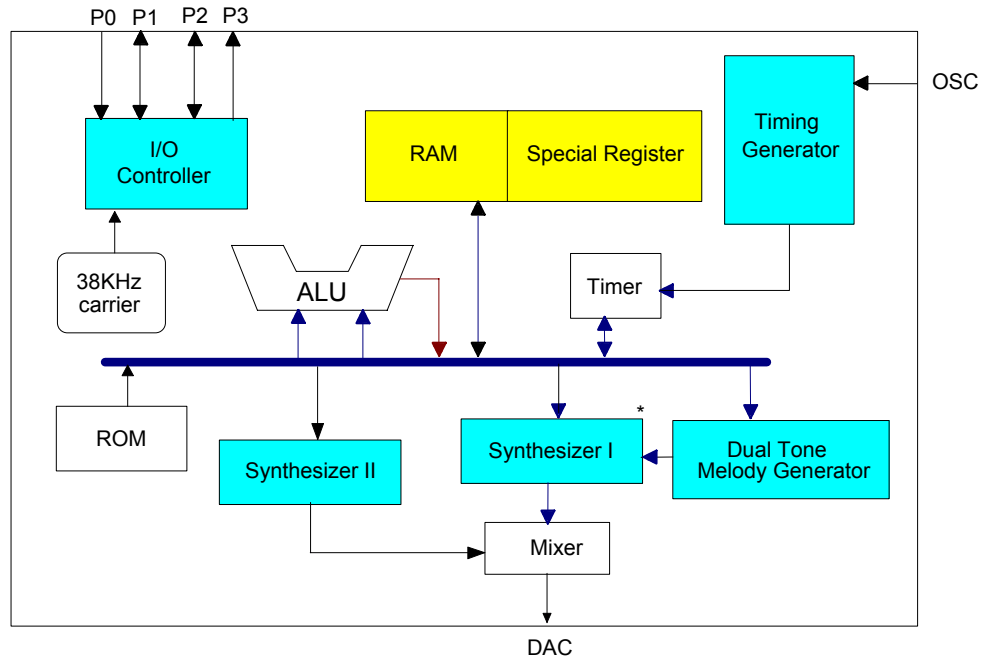 P0 P1 P2 P3
OSC
Timing
Generator
I/O
Controller
RAM
Special Register
38KHz
carrier
ALU
Timer
ROM
*
Synthesizer II
Synthesizer I
Dual Tone
Melody Generator
Mixer
DAC